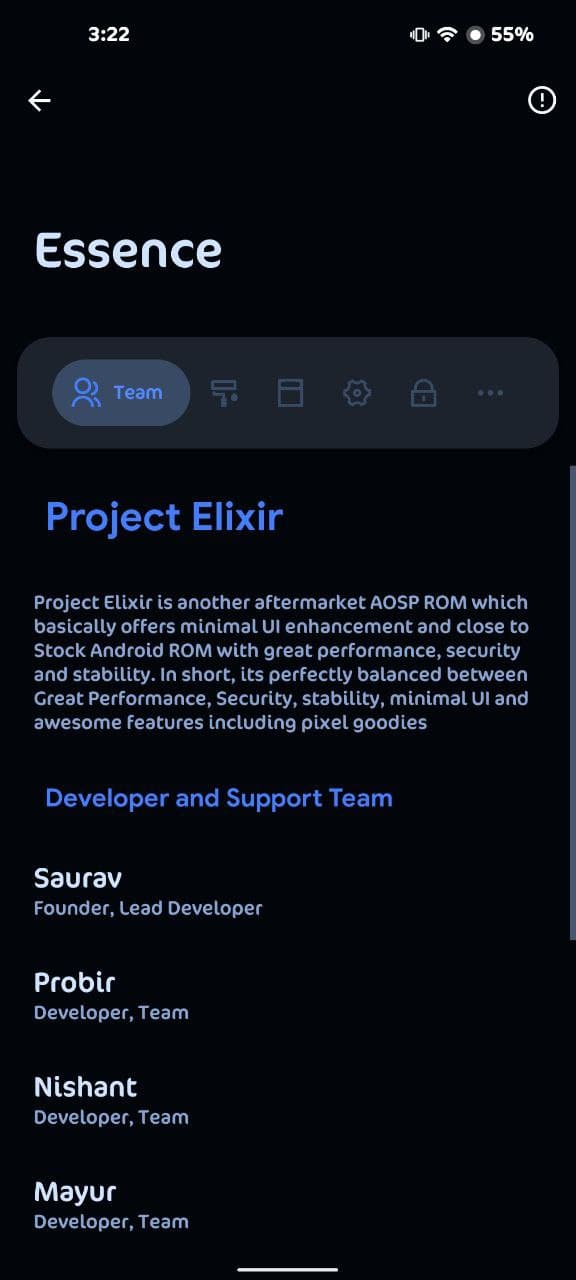 3:22
55%
Essence
Team
Project Elixir
Project Elixir is another aftermarket AOSP ROM which
basically offers minimal UI enhancement and close to
Stock Android ROM with great performance, security
and stability. In short, its perfectly balanced between
Great Performance, Security, stability, minimal UI and
awesome features including pixel goodies
Developer and Support Team
Saurav
Founder, Lead Developer
Probir
Developer, Team
Nishant
Developer, Team
Mayur
Developer, Team